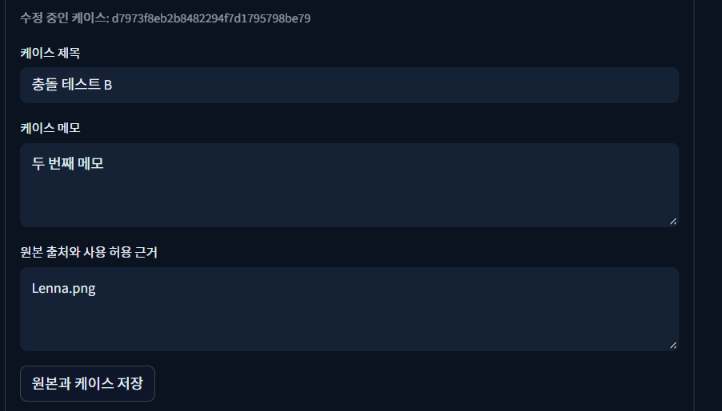 수정 중인 케이스: d7973f8eb2b8482294f7d1795798be79
케이스 제목
충돌 테스트 B
케이스 메모
두 번째 메모
원본 출처와 사용 허용 근거
Lenna.png
원본과 케이스 저장